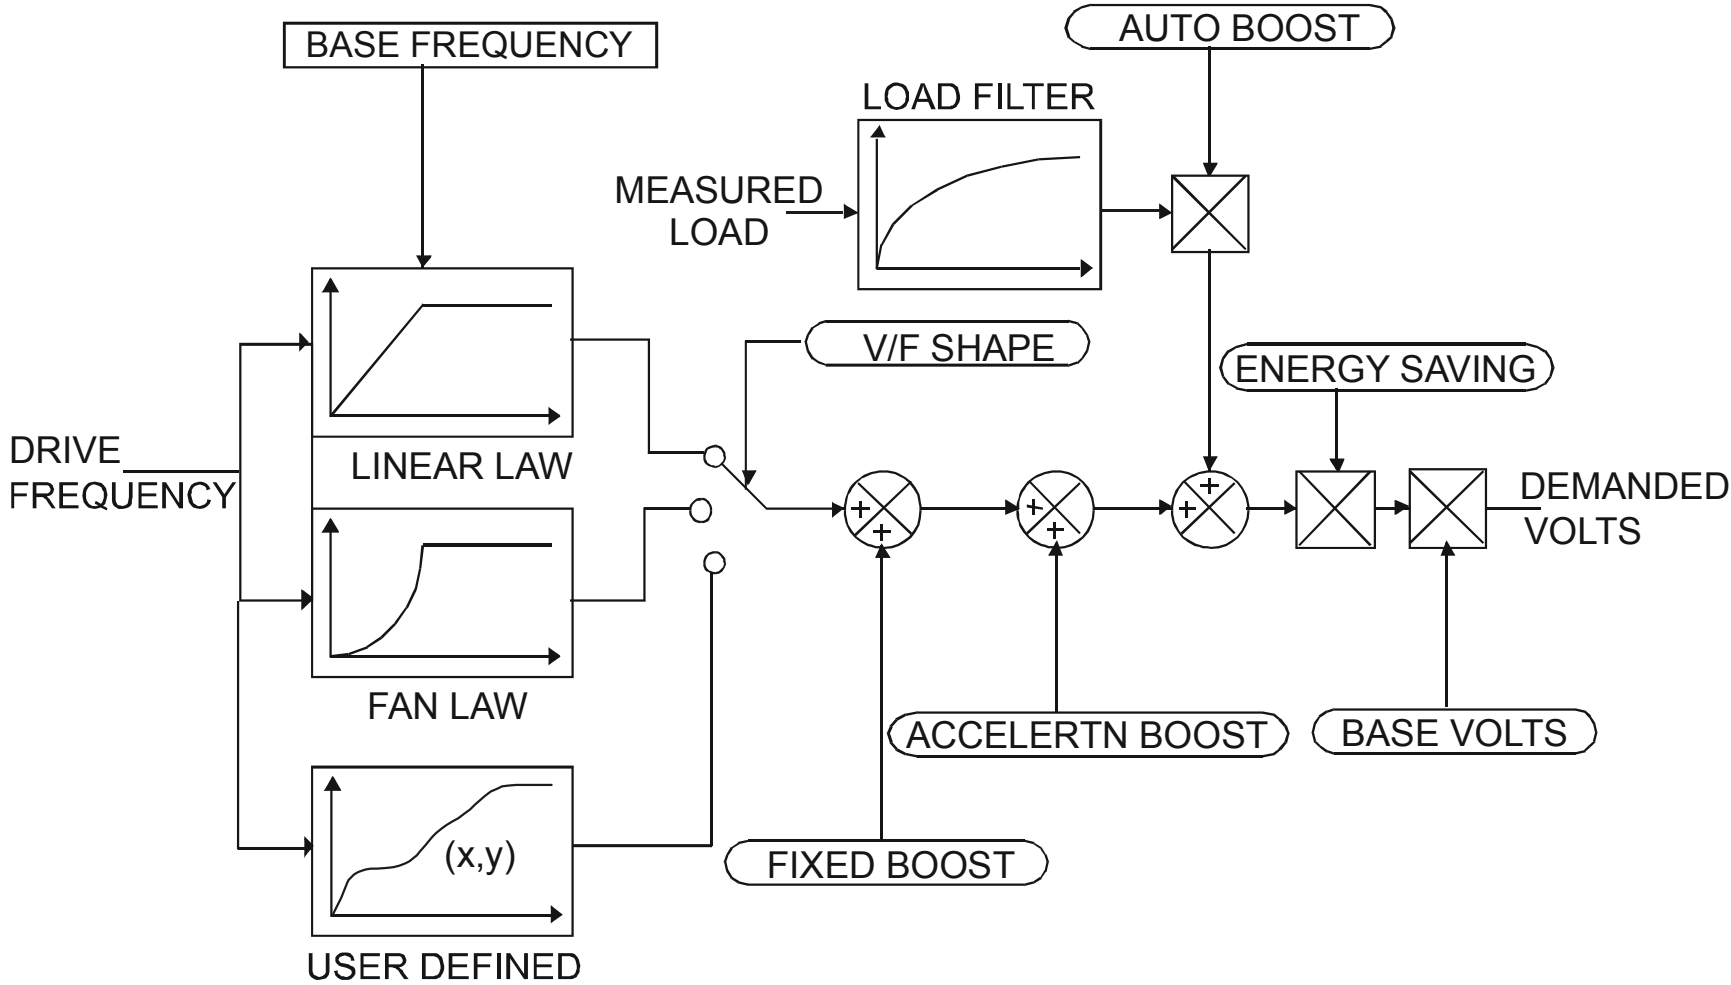 BASE FREQUENCY
AUTO BOOST
LOAD FILTER
MEASURED
LOAD
V/F SHAPE
ENERGY SAVING
DRIVE
FREQUENCY
LINEAR LAW
+
+
+
+
+
+
DEMANDED
VOLTS
FAN LAW
ACCELERTN BOOST
BASE VOLTS
(x,y)
FIXED BOOST
USER DEFINED